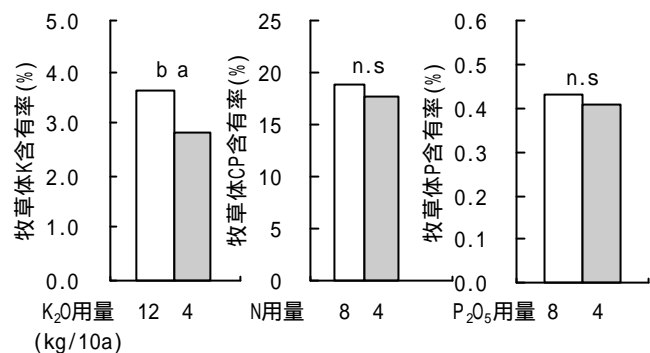 牧草体K含有率(%)
5.0
4.0
3.0
2.0
1.0
0.0
b a
K₂O用量 12 4
(kg/10a)
牧草体CP含有率(%)
25
20
15
10
5
0
n.s
N用量 8 4
牧草体P含有率(%)
0.6
0.5
0.4
0.3
0.2
0.1
0.0
n.s
P₂O₅用量 8 4